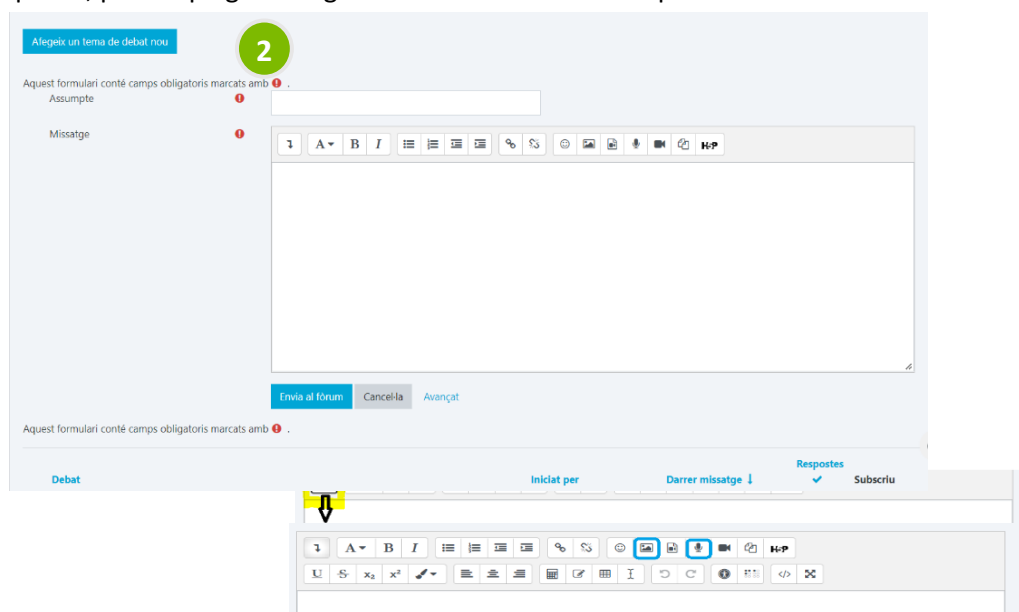 Afegeix un tema de debat nou
2
Aquest formulari conté camps obligatoris marcats amb .
Assumpte
Missatge
A B I H-P
Envia al fòrum Cancel·la Avançat
Aquest formulari conté camps obligatoris marcats amb .
Respostes
Debat Iniciat per Darrer missatge ↓ Subscriu
A B I H-P
U S x₂ x² </>